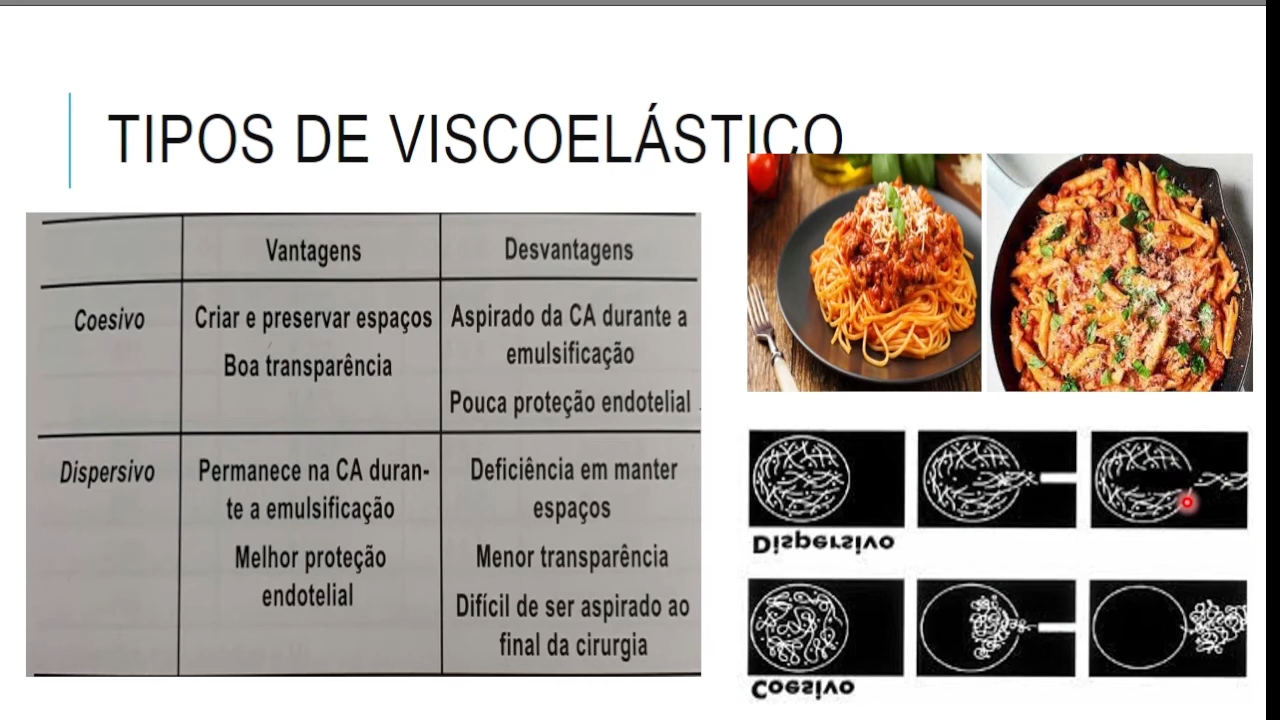 TIPOS DE VISCOELÁSTICO
Vantagens
Desvantagens
Coesivo
Criar e preservar espaços
Boa transparência
Aspirado da CA durante a
emulsificação
Pouca proteção endotelial
Dispersivo
Permanece na CA duran-
te a emulsificação
Melhor proteção
endotelial
Deficiência em manter
espaços
Menor transparência
Difícil de ser aspirado ao
final da cirurgia
Dispersivo
Coesivo